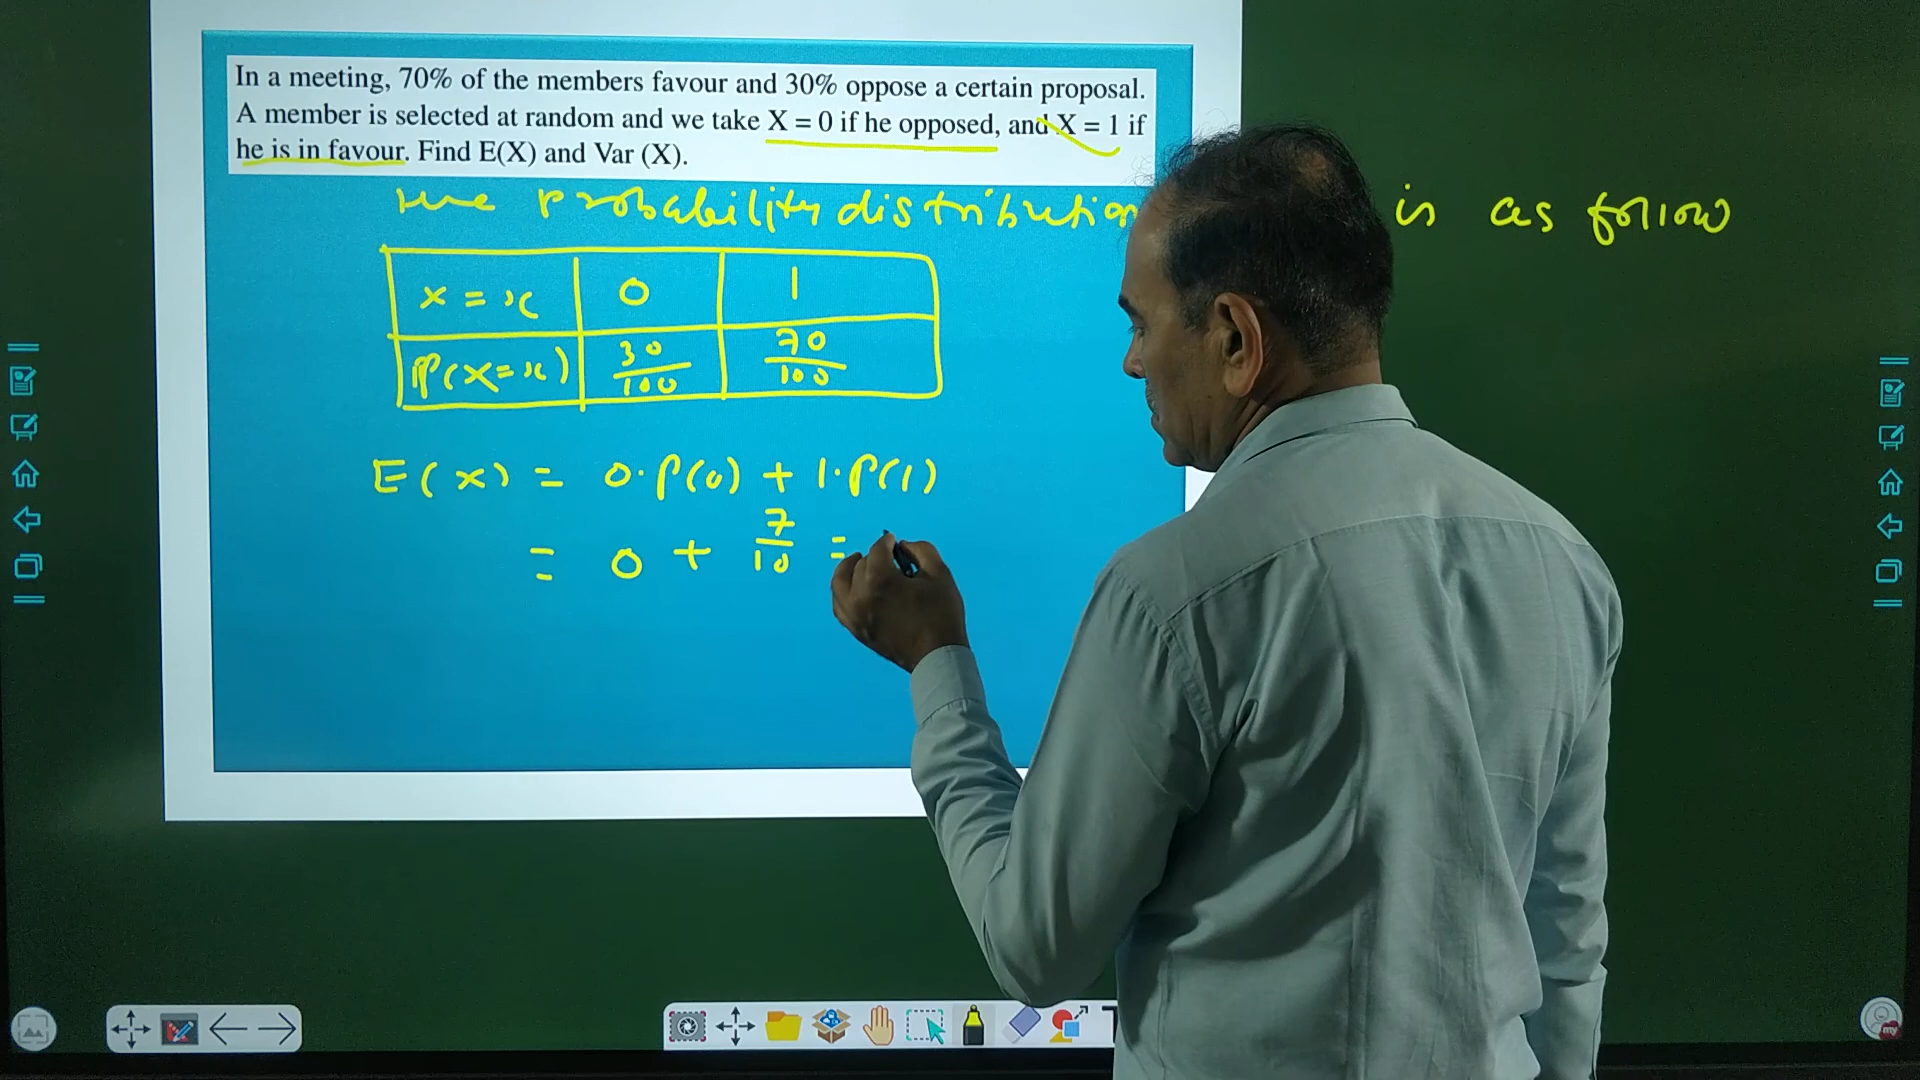 In a meeting, 70% of the members favour and 30% oppose a certain proposal.
A member is selected at random and we take X = 0 if he opposed, and X = 1 if
he is in favour. Find E(X) and Var (X).
The probability distribution is as follow
X = x 0 1
P(X=x) 30/100 70/100
E(X) = 0·P(0) + 1·P(1)
= 0 + 7/10 =
my